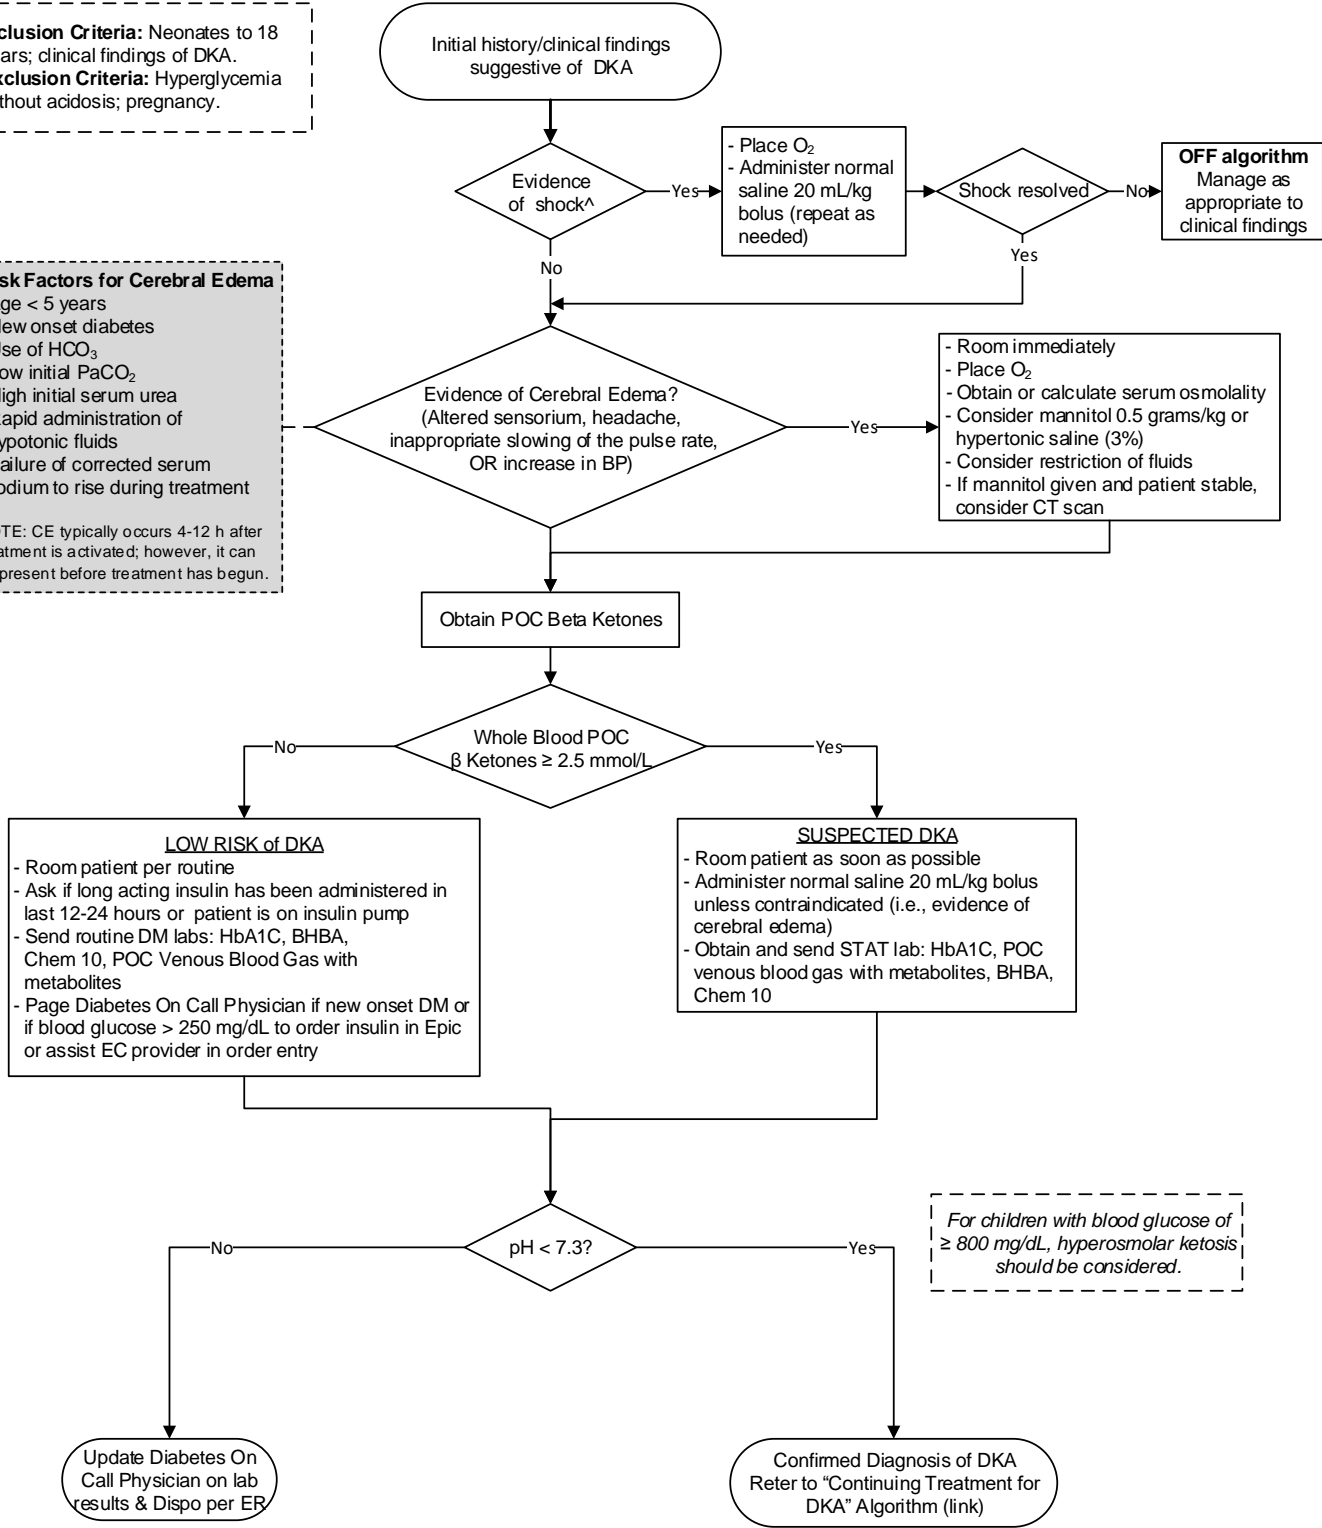 clusion Criteria: Neonates to 18
ars; clinical findings of DKA.
xclusion Criteria: Hyperglycemia
thout acidosis; pregnancy.
Initial history/clinical findings
suggestive of DKA
Evidence
of shock^
Yes
- Place O₂
- Administer normal
saline 20 mL/kg
bolus (repeat as
needed)
Shock resolved
No
OFF algorithm
Manage as
appropriate to
clinical findings
No
Yes
sk Factors for Cerebral Edema
ge < 5 years
ew onset diabetes
se of HCO₃
ow initial PaCO₂
igh initial serum urea
apid administration of
ypotonic fluids
ailure of corrected serum
odium to rise during treatment
OTE: CE typically occurs 4-12 h after
atment is activated; however, it can
present before treatment has begun.
Evidence of Cerebral Edema?
(Altered sensorium, headache,
inappropriate slowing of the pulse rate,
OR increase in BP)
Yes
- Room immediately
- Place O₂
- Obtain or calculate serum osmolality
- Consider mannitol 0.5 grams/kg or
hypertonic saline (3%)
- Consider restriction of fluids
- If mannitol given and patient stable,
consider CT scan
Obtain POC Beta Ketones
Whole Blood POC
β Ketones ≥ 2.5 mmol/L
No
Yes
LOW RISK of DKA
- Room patient per routine
- Ask if long acting insulin has been administered in
last 12-24 hours or patient is on insulin pump
- Send routine DM labs: HbA1C, BHBA,
Chem 10, POC Venous Blood Gas with
metabolites
- Page Diabetes On Call Physician if new onset DM or
if blood glucose > 250 mg/dL to order insulin in Epic
or assist EC provider in order entry
SUSPECTED DKA
- Room patient as soon as possible
- Administer normal saline 20 mL/kg bolus
unless contraindicated (i.e., evidence of
cerebral edema)
- Obtain and send STAT lab: HbA1C, POC
venous blood gas with metabolites, BHBA,
Chem 10
pH < 7.3?
No
Yes
For children with blood glucose of
≥ 800 mg/dL, hyperosmolar ketosis
should be considered.
Update Diabetes On
Call Physician on lab
results & Dispo per ER
Confirmed Diagnosis of DKA
Reter to “Continuing Treatment for
DKA” Algorithm (link)